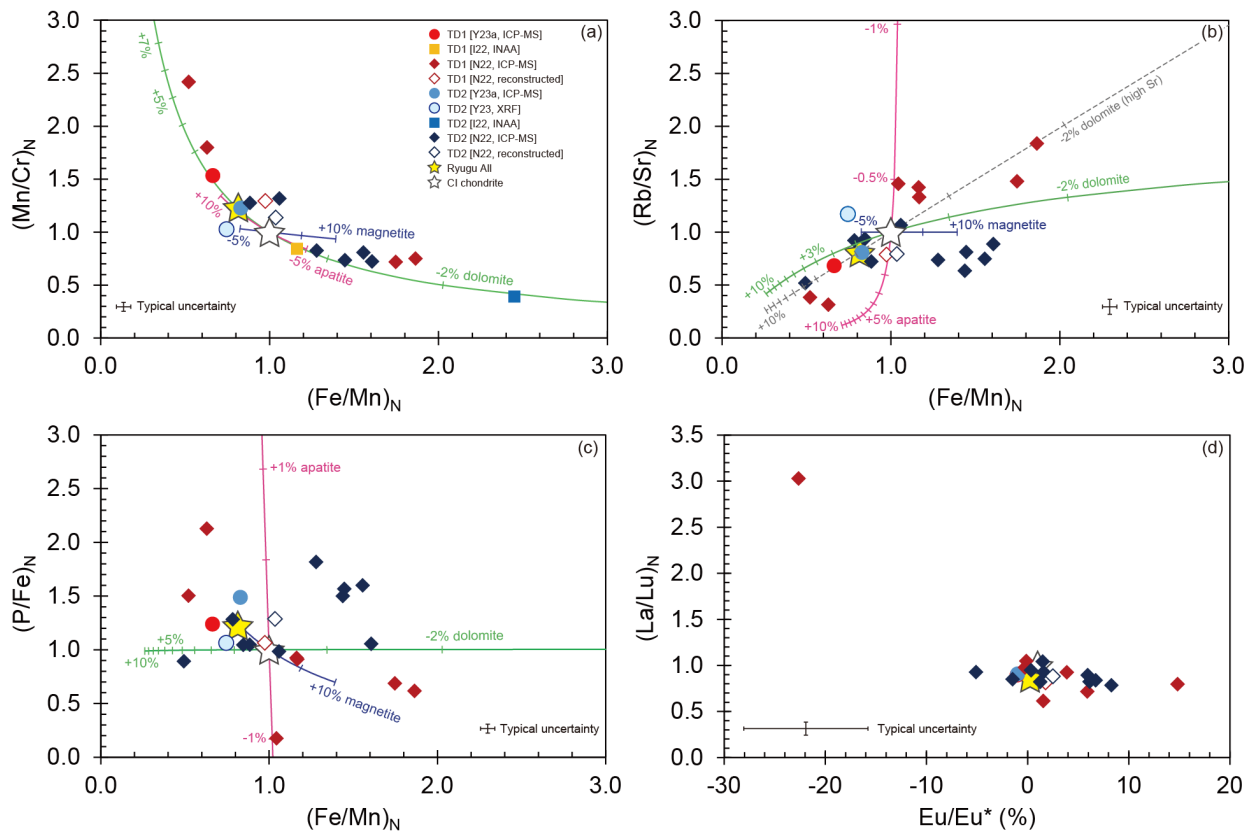 (a)
3.0
2.5
2.0
1.5
1.0
0.5
0.0
(Mn/Cr)N
+7%
+5%
+10%
-5%
+10% magnetite
-5% apatite
-2% dolomite
Typical uncertainty
TD1 [Y23a, ICP-MS]
TD1 [I22, INAA]
TD1 [N22, ICP-MS]
TD1 [N22, reconstructed]
TD2 [Y23a, ICP-MS]
TD2 [Y23, XRF]
TD2 [I22, INAA]
TD2 [N22, ICP-MS]
TD2 [N22, reconstructed]
Ryugu All
CI chondrite
0.0 1.0 2.0 3.0
(Fe/Mn)N
(b)
3.0
2.5
2.0
1.5
1.0
0.5
0.0
(Rb/Sr)N
-1%
-2% dolomite (high Sr)
-0.5%
-2% dolomite
-5%
+10% magnetite
+3%
+10%
+10%
+10%
+5% apatite
Typical uncertainty
0.0 1.0 2.0 3.0
(Fe/Mn)N
(c)
3.0
2.5
2.0
1.5
1.0
0.5
0.0
(P/Fe)N
+1% apatite
+5%
+10%
-2% dolomite
+10% magnetite
-1%
Typical uncertainty
0.0 1.0 2.0 3.0
(Fe/Mn)N
(d)
3.5
3.0
2.5
2.0
1.5
1.0
0.5
0.0
(La/Lu)N
Typical uncertainty
-30 -20 -10 0 10 20
Eu/Eu* (%)